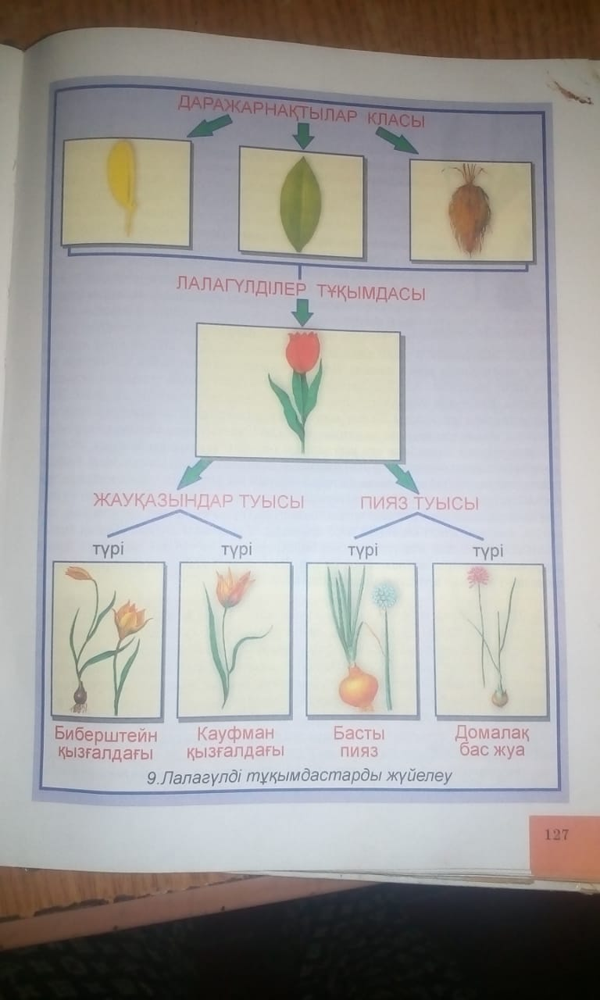 ДАРАЖАРНАҚТЫЛАР КЛАСЫ
ЛАЛАГҮЛДІЛЕР ТҰҚЫМДАСЫ
ЖАУҚАЗЫНДАР ТУЫСЫ
ПИЯЗ ТУЫСЫ
түрі
түрі
түрі
түрі
Биберштейн
қызғалдағы
Кауфман
қызғалдағы
Басты
пияз
Домалақ
бас жуа
9.Лалагүлді тұқымдастарды жүйелеу
127